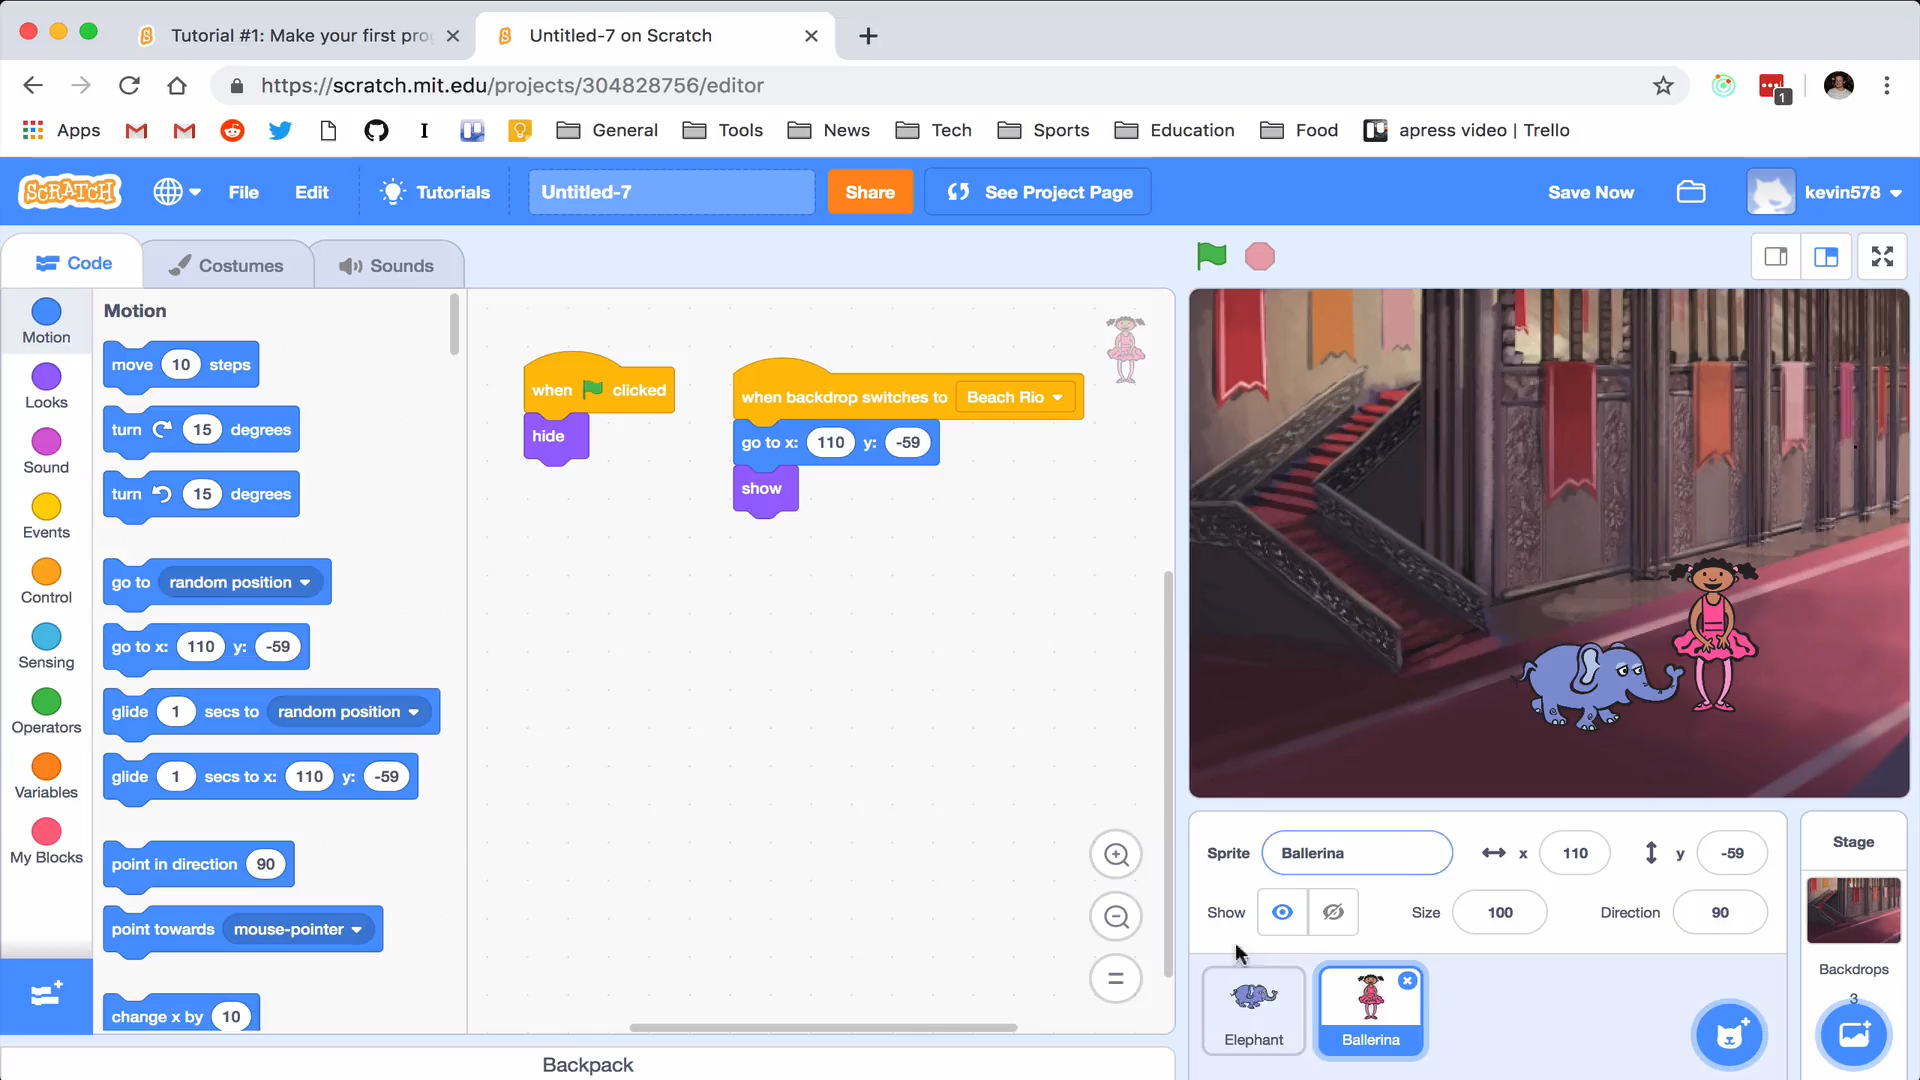 Tutorial #1: Make your first pro
Untitled-7 on Scratch
https://scratch.mit.edu/projects/304828756/editor
1
Apps
General
Tools
News
Tech
Sports
Education
Food
apress video | Trello
SCRATCH
File
Edit
Tutorials
Untitled-7
Share
See Project Page
Save Now
kevin578
Code
Costumes
Sounds
Motion
Looks
Sound
Events
Control
Sensing
Operators
Variables
My Blocks
Motion
move 10 steps
turn 15 degrees
turn 15 degrees
go to random position
go to x: 110 y: -59
glide 1 secs to random position
glide 1 secs to x: 110 y: -59
point in direction 90
point towards mouse-pointer
change x by 10
when clicked
hide
when backdrop switches to Beach Rio
go to x: 110 y: -59
show
Backpack
Sprite Ballerina x 110 y -59
Show Size 100 Direction 90
Elephant
Ballerina
Stage
Backdrops
3